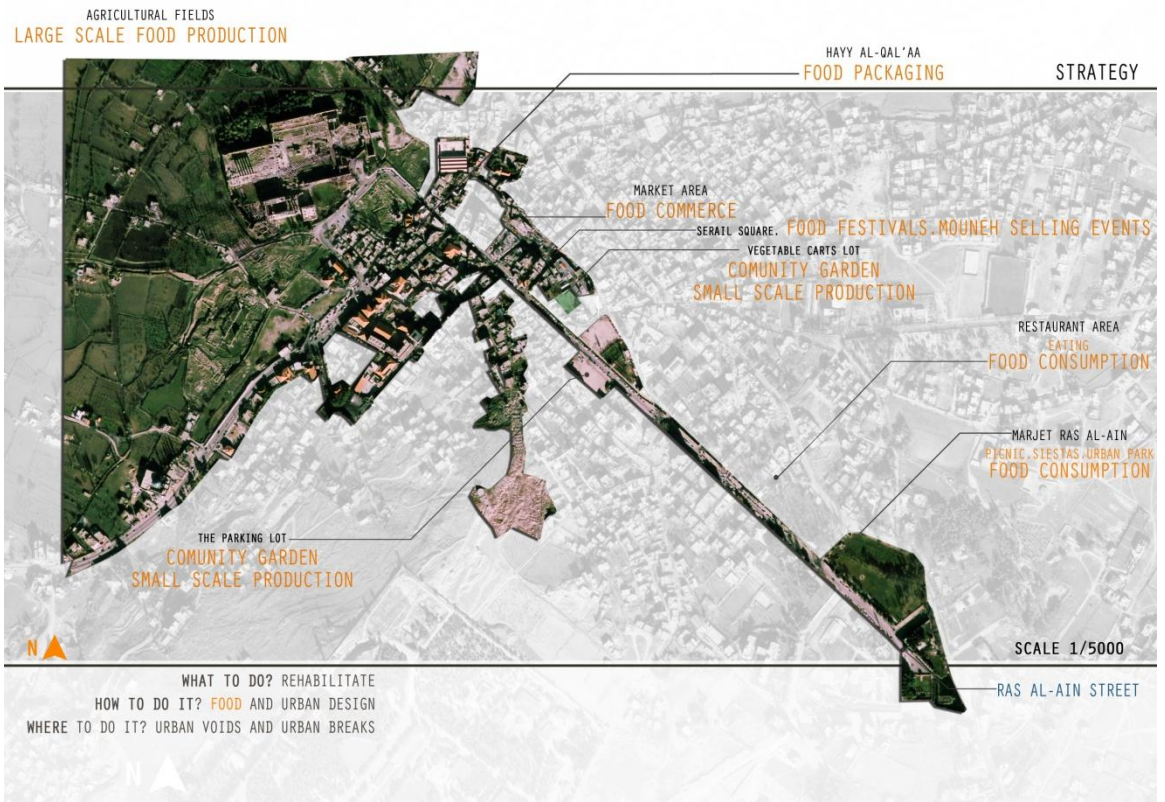 AGRICULTURAL FIELDS
LARGE SCALE FOOD PRODUCTION
HAYY AL-QAL'AA
FOOD PACKAGING
STRATEGY
MARKET AREA
FOOD COMMERCE
SERAIL SQUARE. FOOD FESTIVALS.MOUNEH SELLING EVENTS
VEGETABLE CARTS LOT
COMUNITY GARDEN
SMALL SCALE PRODUCTION
RESTAURANT AREA
EATING
FOOD CONSUMPTION
MARJET RAS AL-AIN
PIGNIC.SIESTAS.URBAN PARK
FOOD CONSUMPTION
THE PARKING LOT
COMUNITY GARDEN
SMALL SCALE PRODUCTION
N
SCALE 1/5000
RAS AL-AIN STREET
WHAT TO DO? REHABILITATE
HOW TO DO IT? FOOD AND URBAN DESIGN
WHERE TO DO IT? URBAN VOIDS AND URBAN BREAKS
N